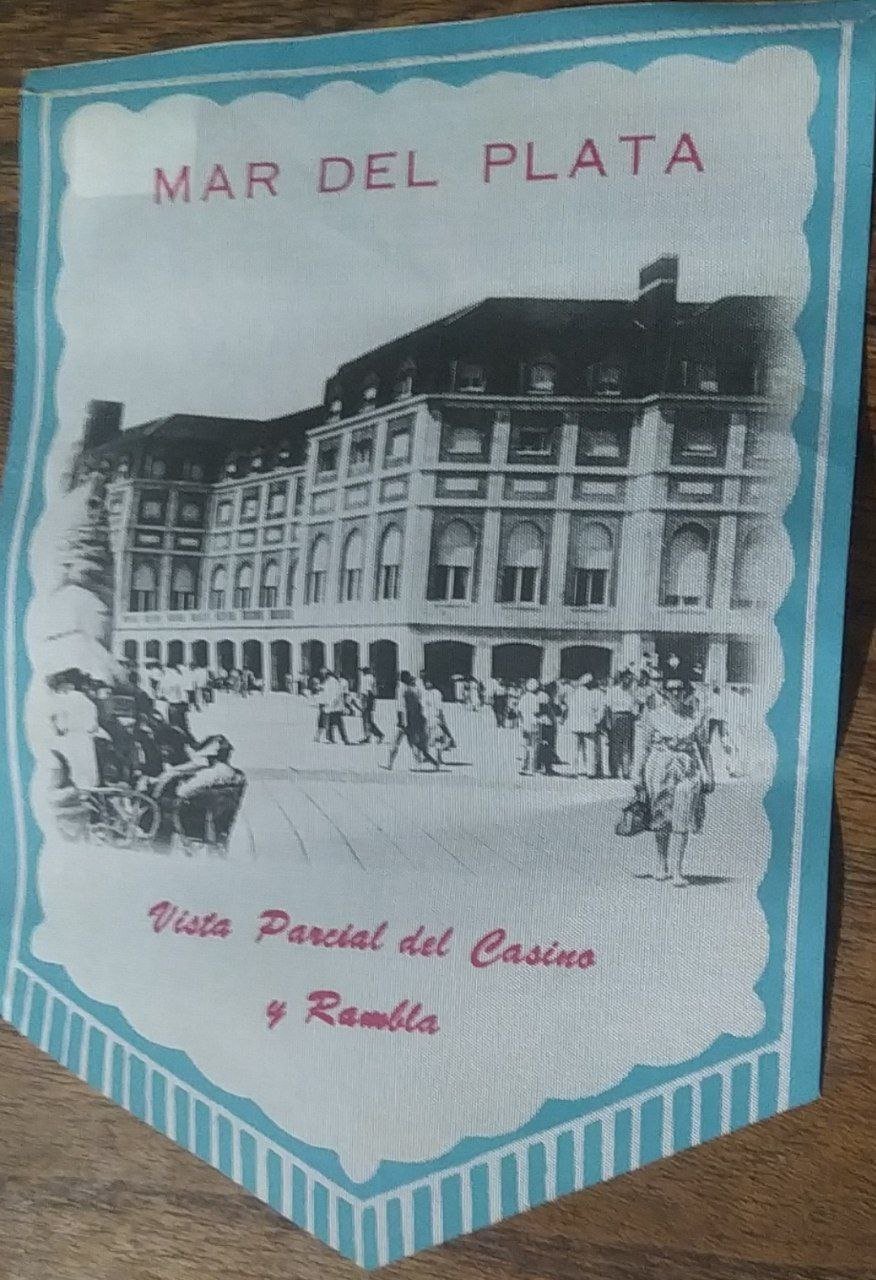 MAR DEL PLATA
Vista Parcial del Casino
y Rambla